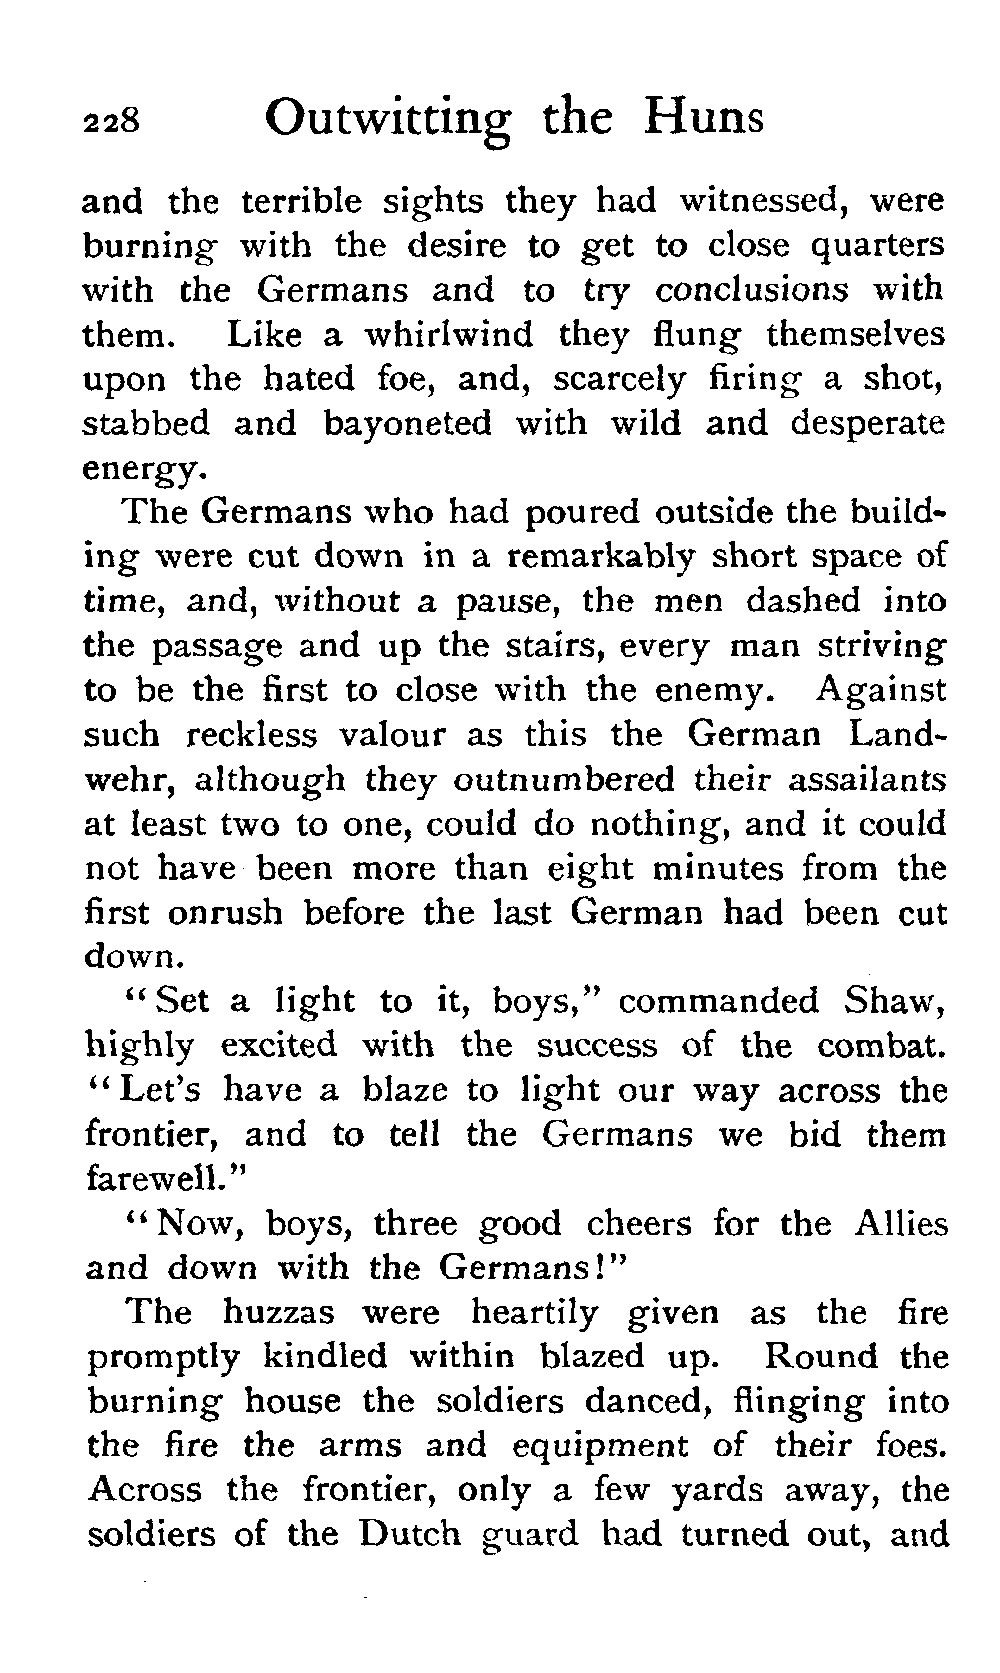 228 Outwitting the Huns
and the terrible sights they had witnessed, were
burning with the desire to get to close quarters
with the Germans and to try conclusions with
them. Like a whirlwind they flung themselves
upon the hated foe, and, scarcely firing a shot,
stabbed and bayoneted with wild and desperate
energy.
The Germans who had poured outside the build-
ing were cut down in a remarkably short space of
time, and, without a pause, the men dashed into
the passage and up the stairs, every man striving
to be the first to close with the enemy. Against
such reckless valour as this the German Land-
wehr, although they outnumbered their assailants
at least two to one, could do nothing, and it could
not have been more than eight minutes from the
first onrush before the last German had been cut
down.
“Set a light to it, boys,” commanded Shaw,
highly excited with the success of the combat.
“Let's have a blaze to light our way across the
frontier, and to tell the Germans we bid them
farewell.”
“Now, boys, three good cheers for the Allies
and down with the Germans!”
The huzzas were heartily given as the fire
promptly kindled within blazed up. Round the
burning house the soldiers danced, flinging into
the fire the arms and equipment of their foes.
Across the frontier, only a few yards away, the
soldiers of the Dutch guard had turned out, and